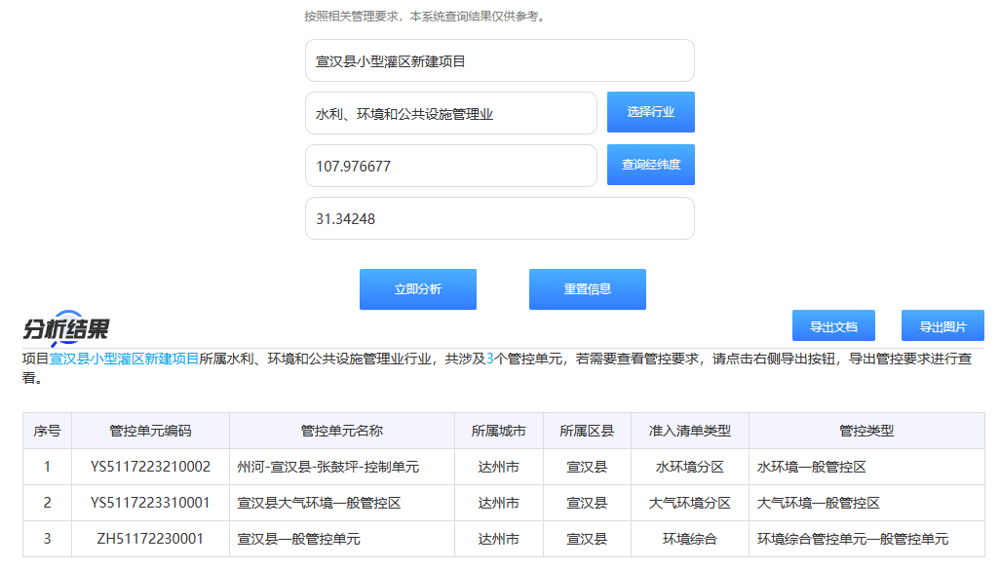 按照相关管理要求，本系统查询结果仅供参考。
宣汉县小型灌区新建项目
水利、环境和公共设施管理业 选择行业
107.976677 查询经纬度
31.34248
立即分析 重置信息
分析结果 导出文档 导出图片
项目宣汉县小型灌区新建项目所属水利、环境和公共设施管理业行业，共涉及3个管控单元，若需要查看管控要求，请点击右侧导出按钮，导出管控要求进行查
看。
序号 管控单元编码 管控单元名称 所属城市 所属区县 准入清单类型 管控类型
1 YS5117223210002 州河-宣汉县-张鼓坪-控制单元 达州市 宣汉县 水环境分区 水环境一般管控区
2 YS5117223310001 宣汉县大气环境一般管控区 达州市 宣汉县 大气环境分区 大气环境一般管控区
3 ZH51172230001 宣汉县一般管控单元 达州市 宣汉县 环境综合 环境综合管控单元一般管控单元